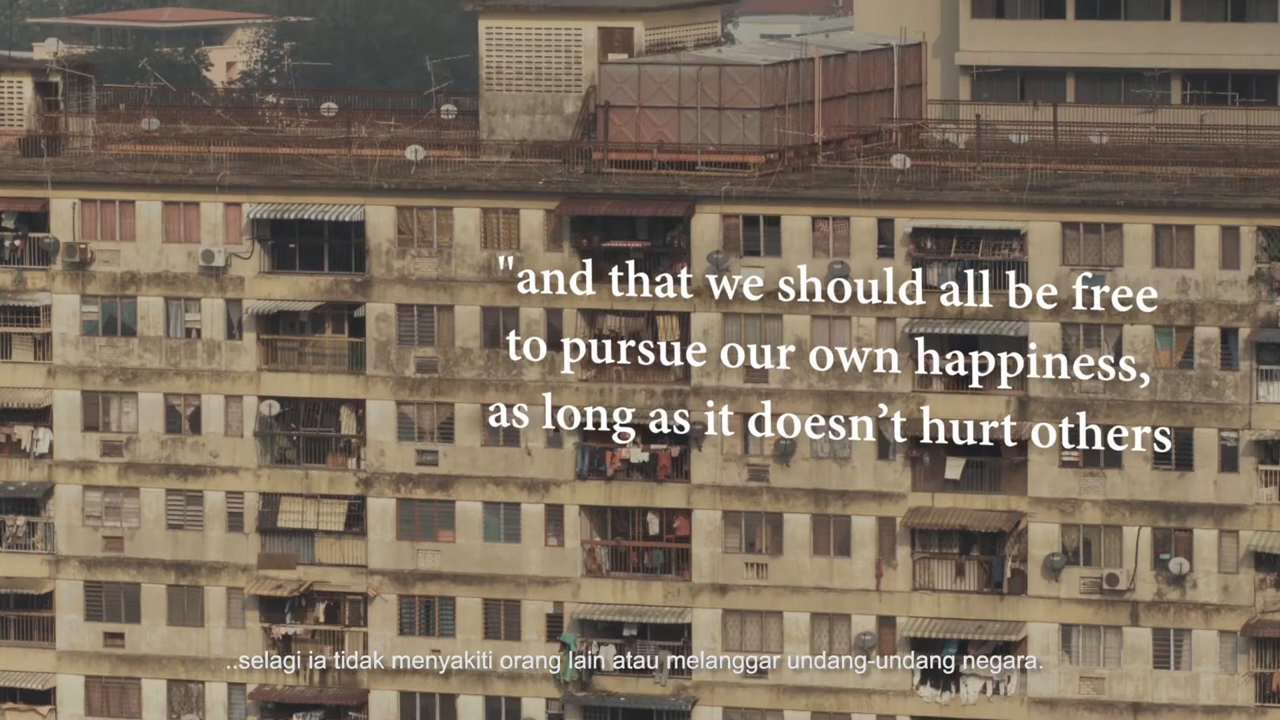 "and that we should all be free
to pursue our own happiness,
as long as it doesn’t hurt others
..selagi ia tidak menyakiti orang lain atau melanggar undang-undang negara.